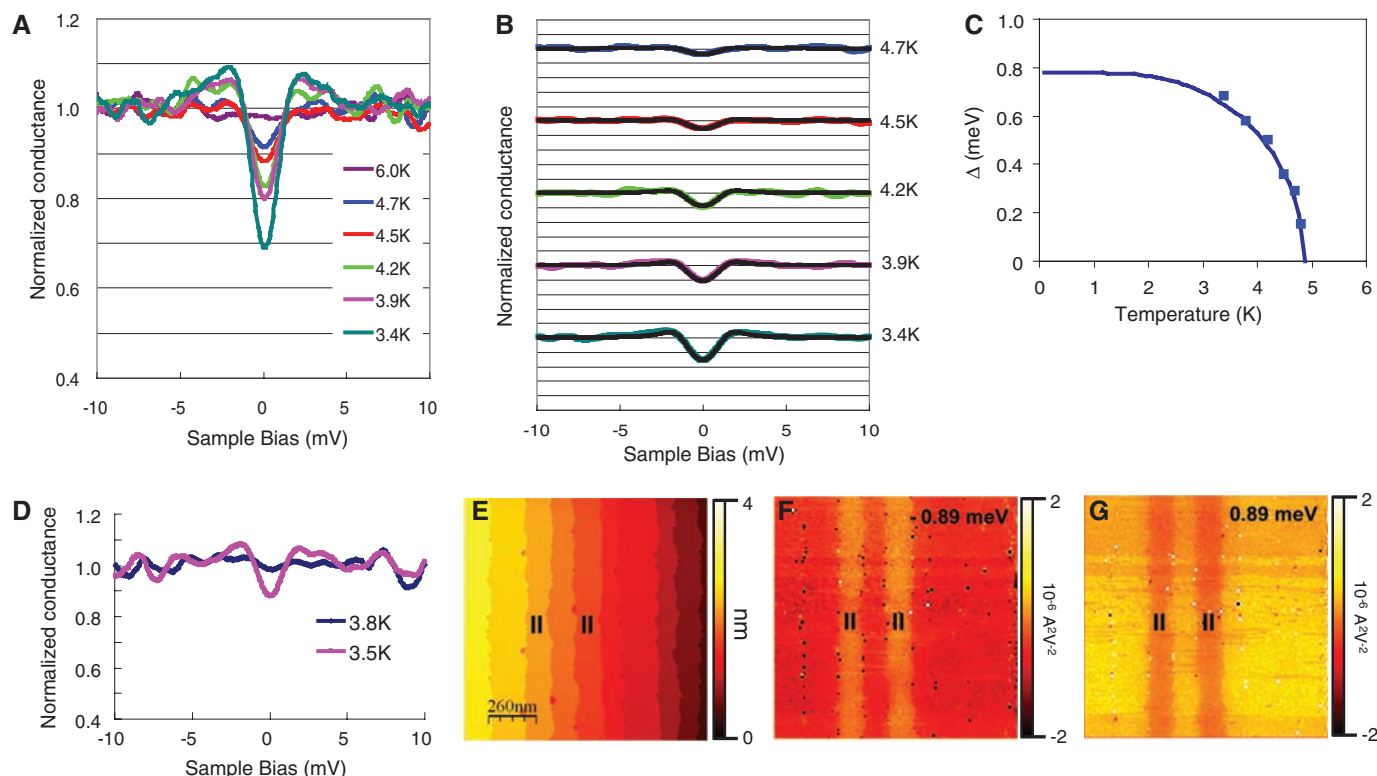 A
1.2
1.0
0.8
0.6
0.4
Normalized conductance
6.0K
4.7K
4.5K
4.2K
3.9K
3.4K
-10
-5
0
5
10
Sample Bias (mV)
B
Normalized conductance
4.7K
4.5K
4.2K
3.9K
3.4K
-10
-5
0
5
10
Sample Bias (mV)
C
1.0
0.8
0.6
0.4
0.2
0
Δ (meV)
0
1
2
3
4
5
6
Temperature (K)
D
1.2
1.0
0.8
0.6
0.4
Normalized conductance
3.8K
3.5K
-10
-5
0
5
10
Sample Bias (mV)
E
II
II
260nm
4
nm
0
F
- 0.89 meV
II
II
2
10⁻⁶ A²V⁻²
-2
G
0.89 meV
II
II
2
10⁻⁶ A²V⁻²
-2